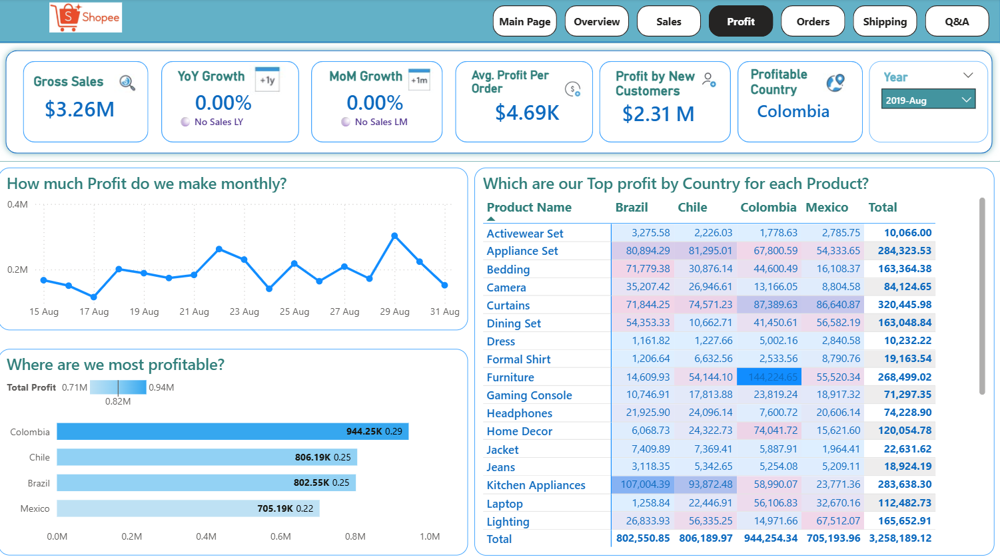 S Shopee
Main Page Overview Sales Profit Orders Shipping Q&A
Gross Sales
$3.26M
YoY Growth +1y
0.00%
No Sales LY
MoM Growth +1m
0.00%
No Sales LM
Avg. Profit Per
Order $
$4.69K
Profit by New
Customers
$2.31 M
Profitable
Country
Colombia
Year
2019-Aug
How much Profit do we make monthly?
0.4M
0.2M
15 Aug 17 Aug 19 Aug 21 Aug 23 Aug 25 Aug 27 Aug 29 Aug 31 Aug
Where are we most profitable?
Total Profit 0.71M 0.94M
0.82M
Colombia 944.25K 0.29
Chile 806.19K 0.25
Brazil 802.55K 0.25
Mexico 705.19K 0.22
0.0M 0.2M 0.4M 0.6M 0.8M 1.0M
Which are our Top profit by Country for each Product?
Product Name Brazil Chile Colombia Mexico Total
Activewear Set 3,275.58 2,226.03 1,778.63 2,785.75 10,066.00
Appliance Set 80,894.29 81,295.01 67,800.59 54,333.65 284,323.53
Bedding 71,779.38 30,876.14 44,600.49 16,108.37 163,364.38
Camera 35,207.42 26,946.61 13,166.05 8,804.58 84,124.65
Curtains 71,844.25 74,571.23 87,389.63 86,640.87 320,445.98
Dining Set 54,353.33 10,662.71 41,450.61 56,582.19 163,048.84
Dress 1,161.82 1,227.66 5,002.16 2,840.58 10,232.22
Formal Shirt 1,206.64 6,632.56 2,533.56 8,790.76 19,163.54
Furniture 14,609.93 54,144.10 144,224.65 55,520.34 268,499.02
Gaming Console 10,746.91 17,813.88 23,819.24 18,917.32 71,297.35
Headphones 21,925.90 24,096.14 7,600.72 20,606.14 74,228.90
Home Decor 6,068.73 24,322.73 74,041.72 15,621.60 120,054.78
Jacket 7,409.89 7,369.41 5,887.91 1,964.41 22,631.62
Jeans 3,118.35 5,342.65 5,254.08 5,209.11 18,924.19
Kitchen Appliances 107,004.39 93,872.48 58,990.07 23,771.36 283,638.30
Laptop 1,258.84 22,446.91 56,106.83 32,670.16 112,482.73
Lighting 26,833.93 56,335.25 14,971.66 67,512.07 165,652.91
Total 802,550.85 806,189.97 944,254.34 705,193.96 3,258,189.12